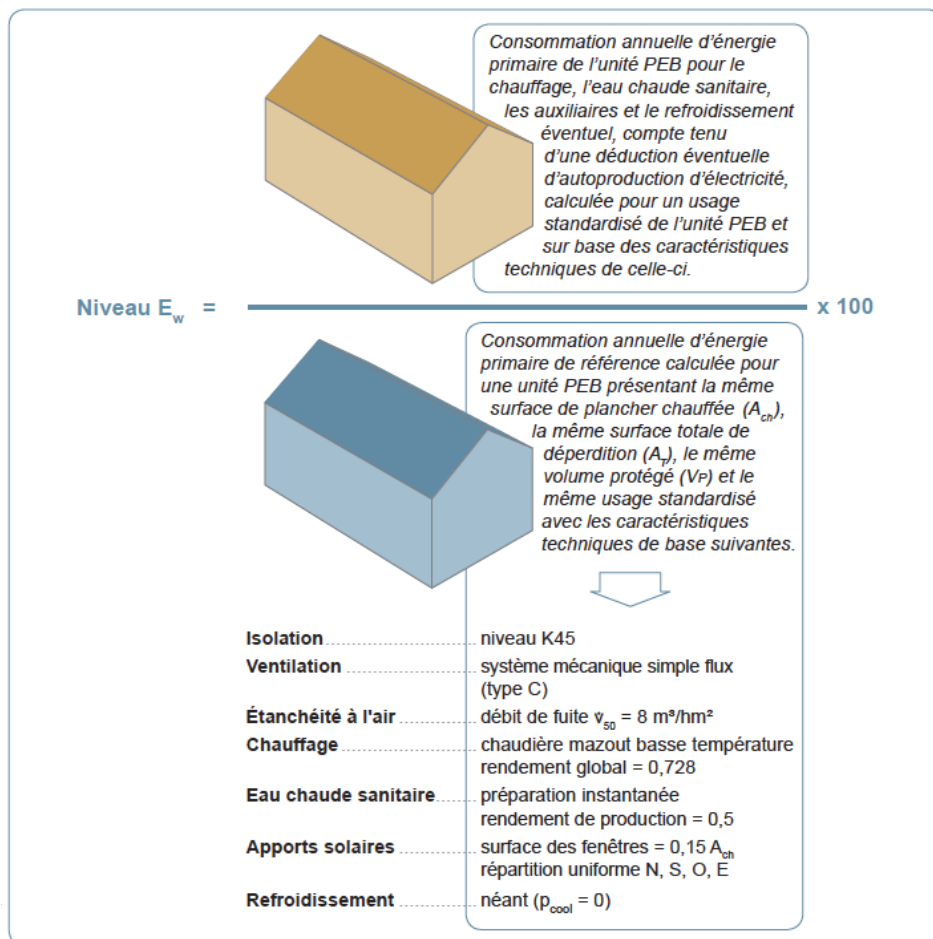 Consommation annuelle d'énergie
primaire de l'unité PEB pour le
chauffage, l'eau chaude sanitaire,
les auxiliaires et le refroidissement
éventuel, compte tenu
d'une déduction éventuelle
d'autoproduction d'électricité,
calculée pour un usage
standardisé de l'unité PEB et
sur base des caractéristiques
techniques de celle-ci.
Niveau E_w = x 100
Consommation annuelle d'énergie
primaire de référence calculée pour
une unité PEB présentant la même
surface de plancher chauffée (A_ch),
la même surface totale de
déperdition (A_T), le même
volume protégé (VP) et le
même usage standardisé
avec les caractéristiques
techniques de base suivantes.
Isolation niveau K45
Ventilation système mécanique simple flux
(type C)
Étanchéité à l'air débit de fuite v̇_50 = 8 m³/hm²
Chauffage chaudière mazout basse température
rendement global = 0,728
Eau chaude sanitaire préparation instantanée
rendement de production = 0,5
Apports solaires surface des fenêtres = 0,15 A_ch
répartition uniforme N, S, O, E
Refroidissement néant (p_cool = 0)